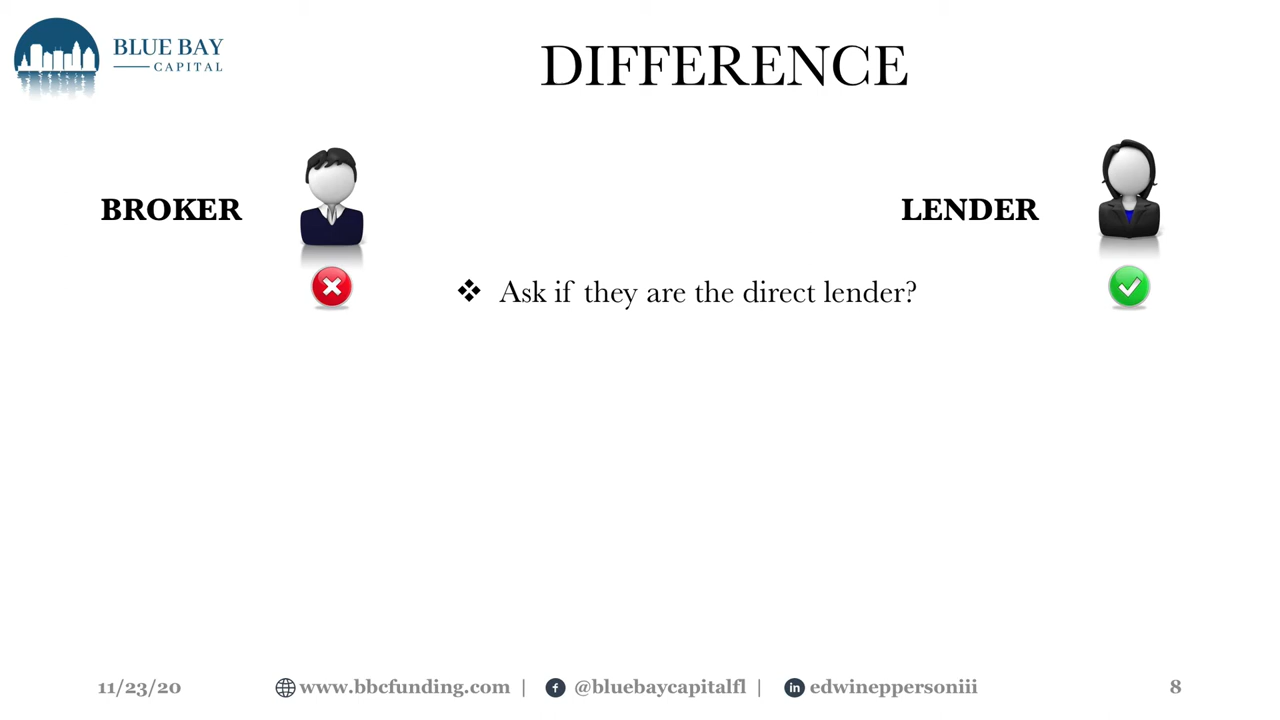 BLUE BAY
CAPITAL
DIFFERENCE
BROKER
LENDER
❖ Ask if they are the direct lender?
11/23/20 www.bbcfunding.com | @bluebaycapitalfl | edwineppersoniii 8